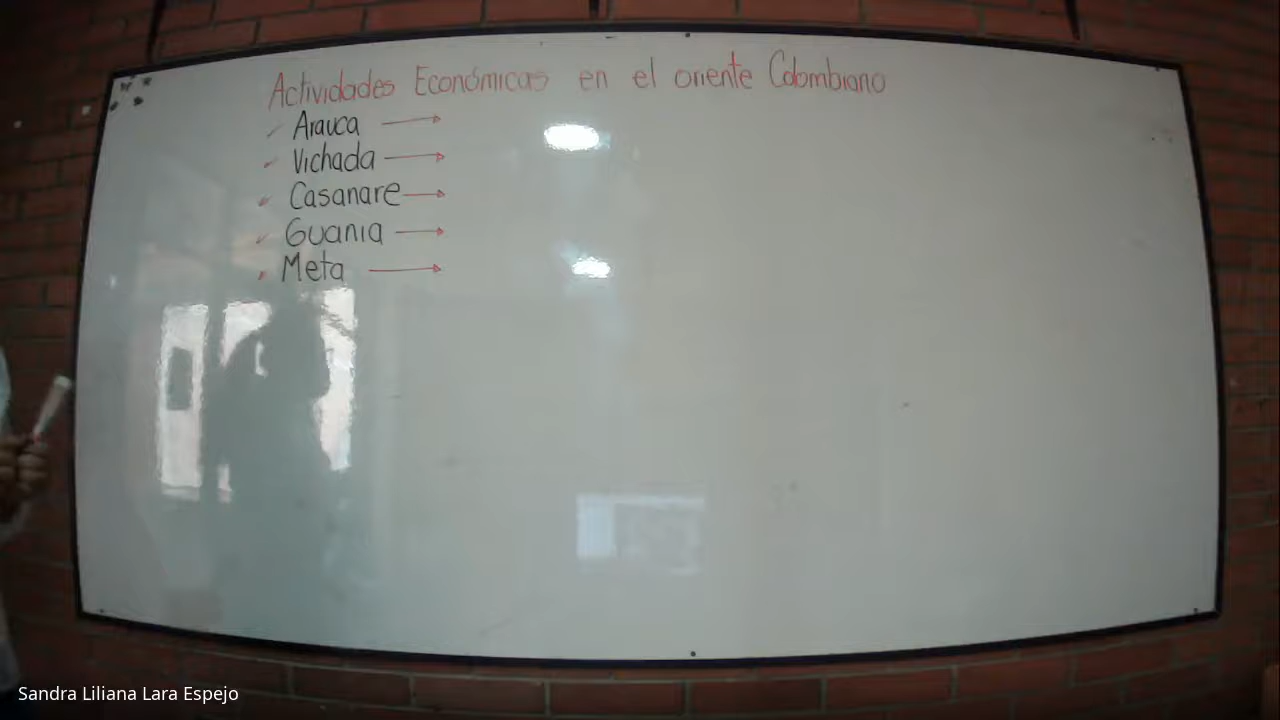 Actividades Económicas en el oriente Colombiano
Arauca →
Vichada →
Casanare →
Guania →
Meta →
Sandra Liliana Lara Espejo